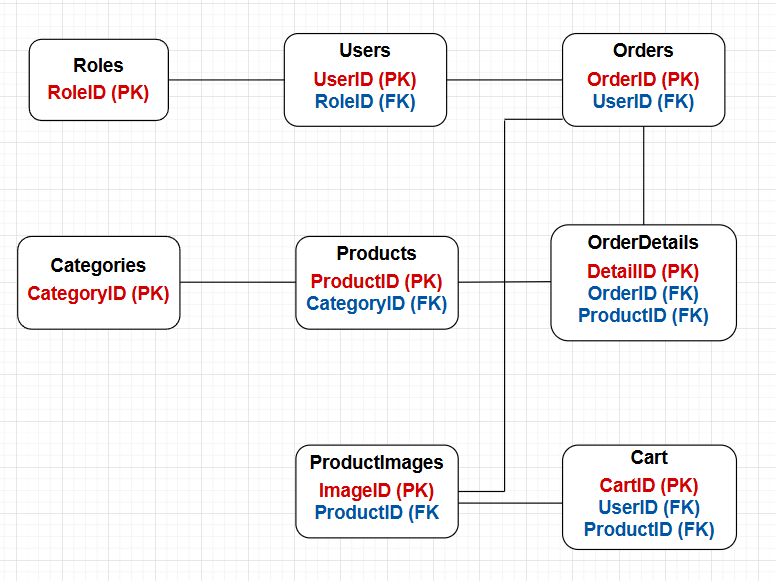 Roles
RoleID (PK)
Users
UserID (PK)
RoleID (FK)
Orders
OrderID (PK)
UserID (FK)
Categories
CategoryID (PK)
Products
ProductID (PK)
CategoryID (FK)
OrderDetails
DetailID (PK)
OrderID (FK)
ProductID (FK)
ProductImages
ImageID (PK)
ProductID (FK
Cart
CartID (PK)
UserID (FK)
ProductID (FK)